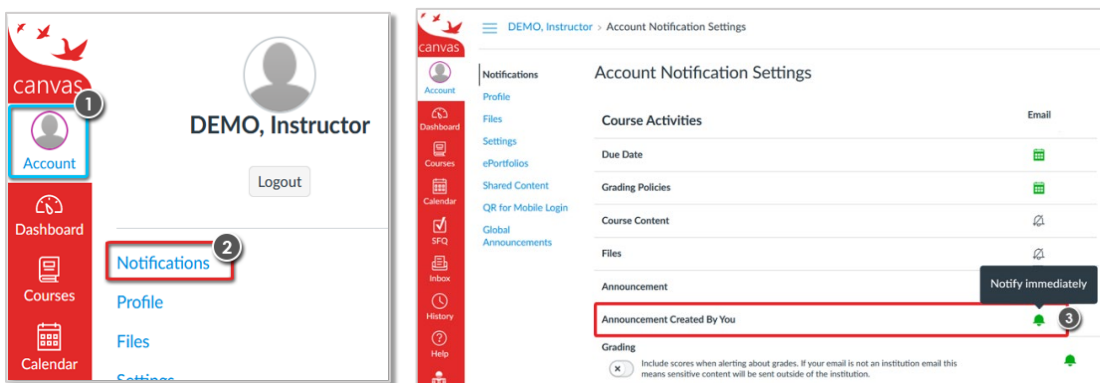 canvas
1
Account
Dashboard
Courses
Calendar
DEMO, Instructor
Logout
2
Notifications
Profile
Files
Settings
canvas
Account
Dashboard
Courses
Calendar
SFQ
Inbox
History
Help
DEMO, Instructor > Account Notification Settings
Notifications
Profile
Files
Settings
ePortfolios
Shared Content
QR for Mobile Login
Global
Announcements
Account Notification Settings
Course Activities
Email
Due Date
Grading Policies
Course Content
Files
Announcement
Notify immediately
Announcement Created By You
3
Grading
Include scores when alerting about grades. If your email is not an institution email this
means sensitive content will be sent outside of the institution.